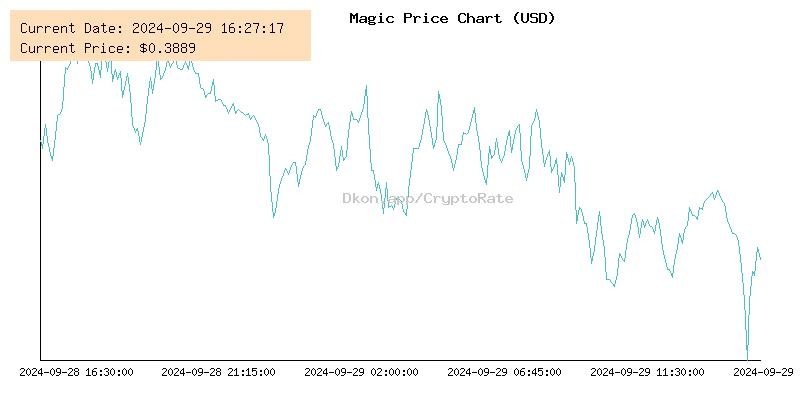 Magic Price Chart (USD)
Current Date: 2024-09-29 16:27:17
Current Price: $0.3889
Dkon.app/CryptoRate
2024-09-28 16:30:00 2024-09-28 21:15:00 2024-09-29 02:00:00 2024-09-29 06:45:00 2024-09-29 11:30:00 2024-09-29